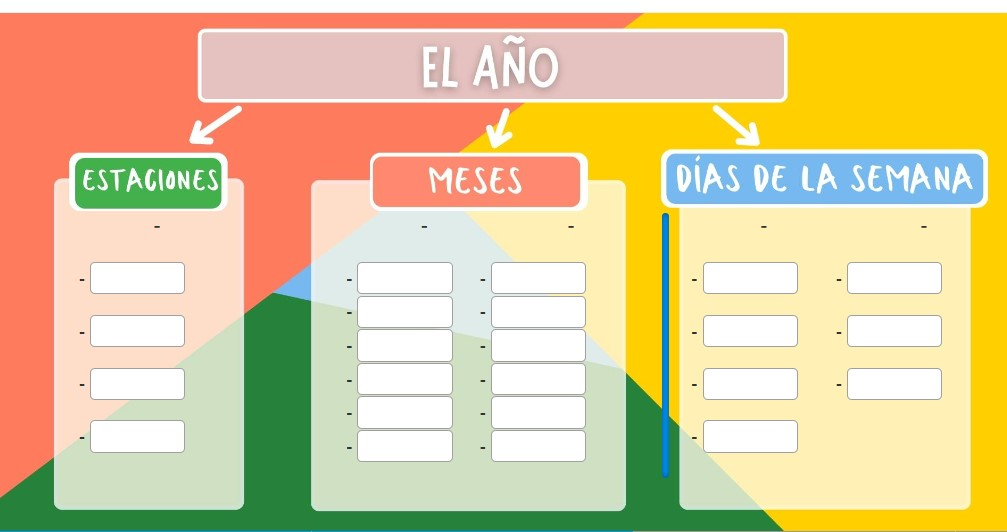 EL AÑO
ESTACIONES
MESES
DÍAS DE LA SEMANA